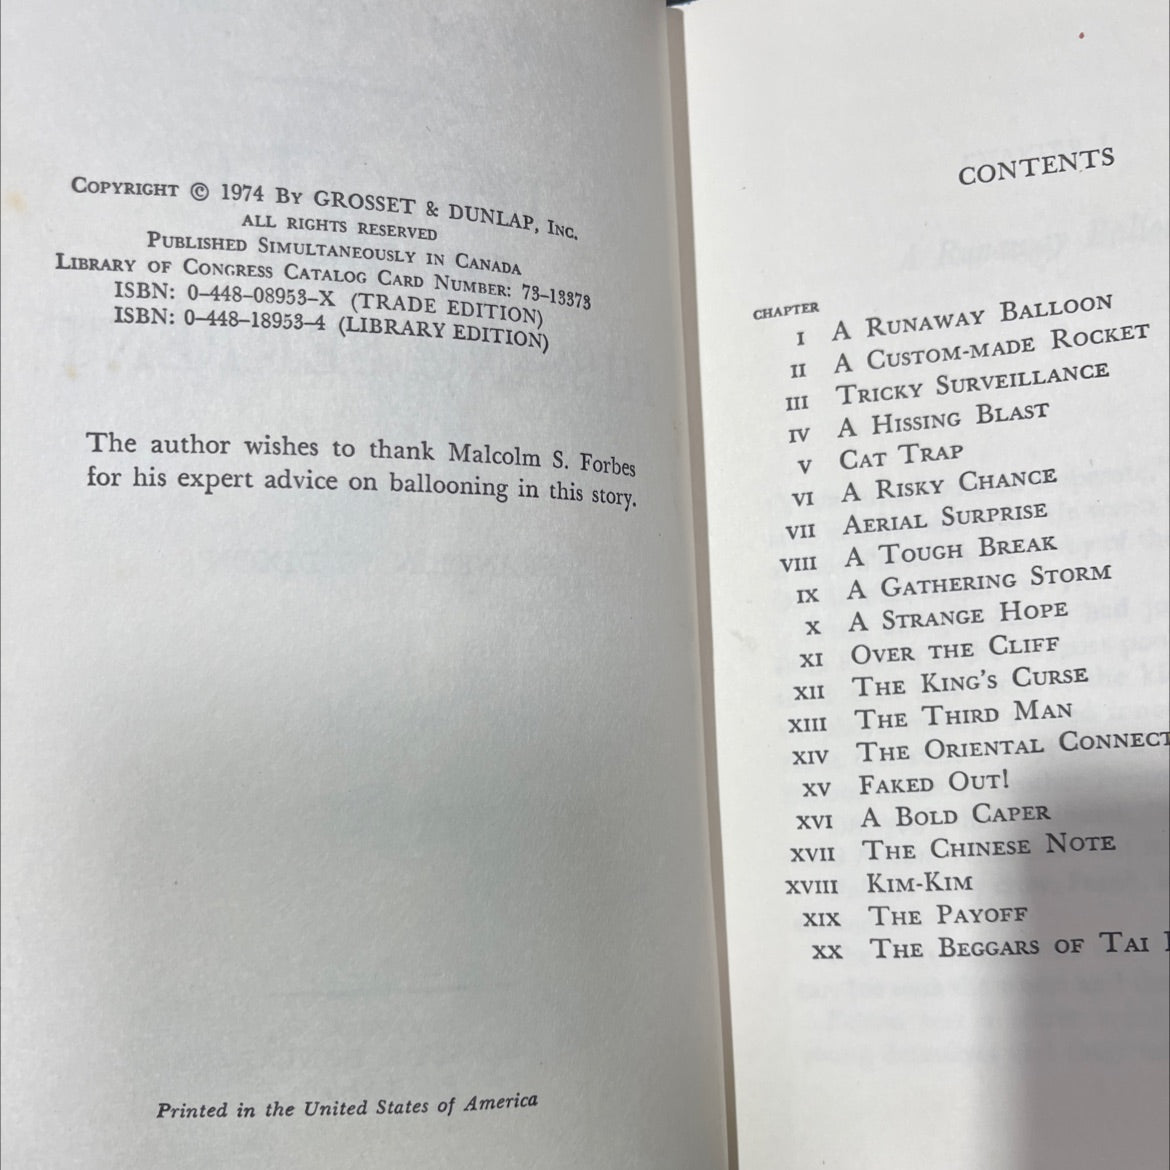 Copyright © 1974 By GROSSET & DUNLAP, Inc.
ALL RIGHTS RESERVED
Published Simultaneously in Canada
Library of Congress Catalog Card Number: 73-13373
ISBN: 0-448-08953-X (TRADE EDITION)
ISBN: 0-448-18953-4 (LIBRARY EDITION)
The author wishes to thank Malcolm S. Forbes
for his expert advice on ballooning in this story.
Printed in the United States of America
CONTENTS
CHAPTER
I A Runaway Balloon
II A Custom-made Rocket
III Tricky Surveillance
IV A Hissing Blast
V Cat Trap
VI A Risky Chance
VII Aerial Surprise
VIII A Tough Break
IX A Gathering Storm
X A Strange Hope
XI Over the Cliff
XII The King's Curse
XIII The Third Man
XIV The Oriental Connect
XV Faked Out!
XVI A Bold Caper
XVII The Chinese Note
XVIII Kim-Kim
XIX The Payoff
XX The Beggars of Tai